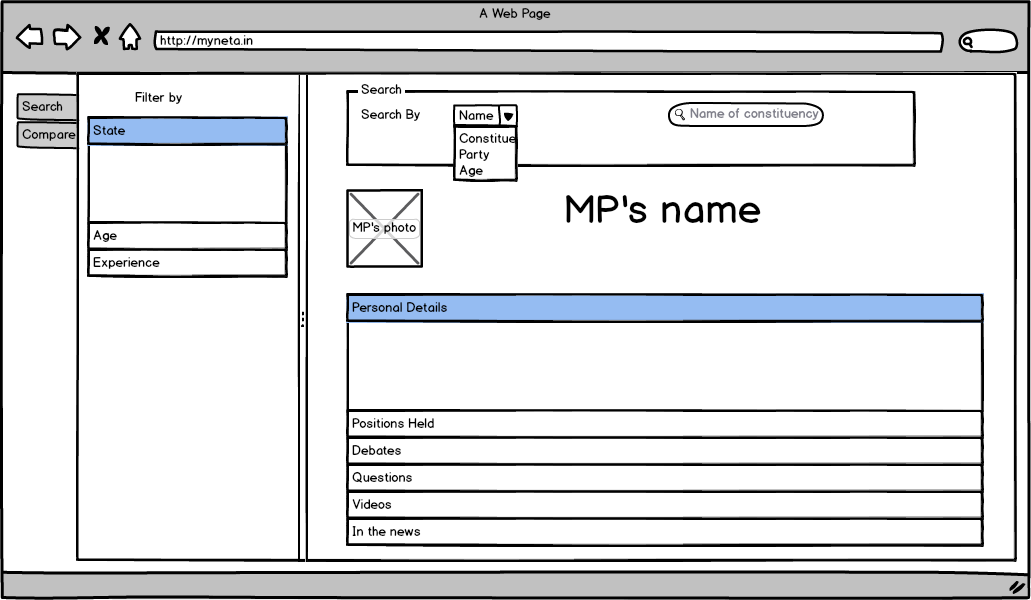 A Web Page
http://myneta.in
Search
Compare
Filter by
State
Age
Experience
Search
Search By
Name
Constitue
Party
Age
Name of constituency
MP's photo
MP's name
Personal Details
Positions Held
Debates
Questions
Videos
In the news